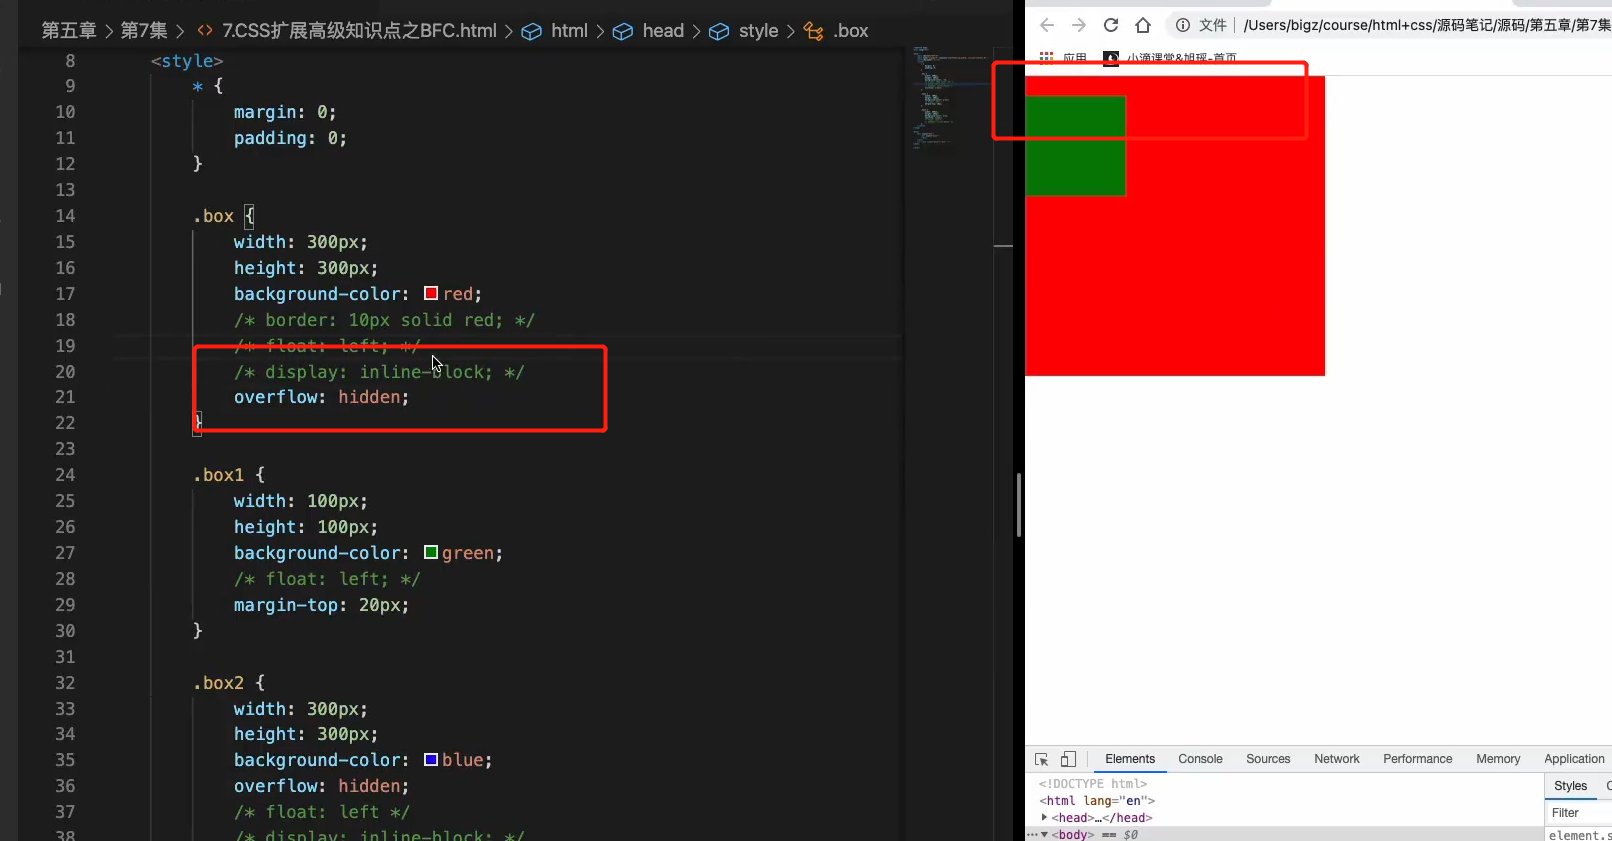 第五章 > 第7集 > <> 7.CSS扩展高级知识点之BFC.html > html > head > style > .box
8 <style>
9 * {
10 margin: 0;
11 padding: 0;
12 }
13
14 .box {
15 width: 300px;
16 height: 300px;
17 background-color: red;
18 /* border: 10px solid red; */
19 /* float: left; */
20 /* display: inline-block; */
21 overflow: hidden;
22 }
23
24 .box1 {
25 width: 100px;
26 height: 100px;
27 background-color: green;
28 /* float: left; */
29 margin-top: 20px;
30 }
31
32 .box2 {
33 width: 300px;
34 height: 300px;
35 background-color: blue;
36 overflow: hidden;
37 /* float: left */
38 /* display: inline-block; */
文件 | /Users/bigz/course/html+css/源码笔记/源码/第五章/第7集
应用 小滴课堂&旭瑶-首页
Elements Console Sources Network Performance Memory Application
<!DOCTYPE html>
<html lang="en">
<head>…</head>
<body> == $0
Styles
Filter
element.s